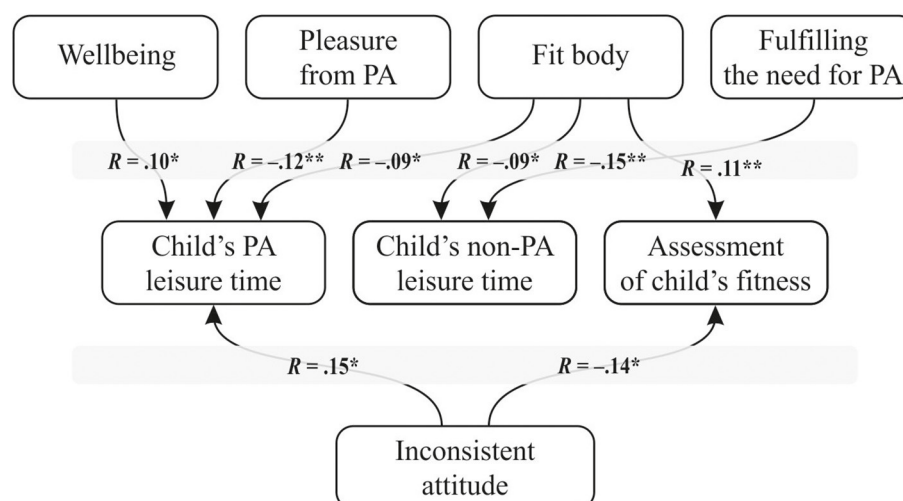 Wellbeing
Pleasure
from PA
Fit body
Fulfilling
the need for PA
R = .10*
R = –.12**
R = –.09*
R = –.09*
R = –.15**
R = .11**
Child's PA
leisure time
Child's non-PA
leisure time
Assessment
of child's fitness
R = .15*
R = –.14*
Inconsistent
attitude